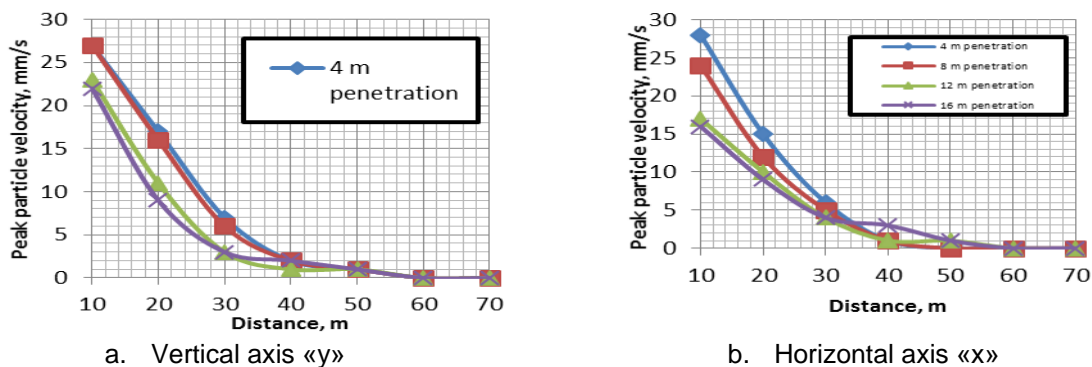 30
25
20
15
10
5
0
Peak particle velocity, mm/s
4 m
penetration
10 20 30 40 50 60 70
Distance, m
a. Vertical axis «y»
30
25
20
15
10
5
0
Peak particle velocity, mm/s
4 m penetration
8 m penetration
12 m penetration
16 m penetration
10 20 30 40 50 60 70
Distance, m
b. Horizontal axis «x»